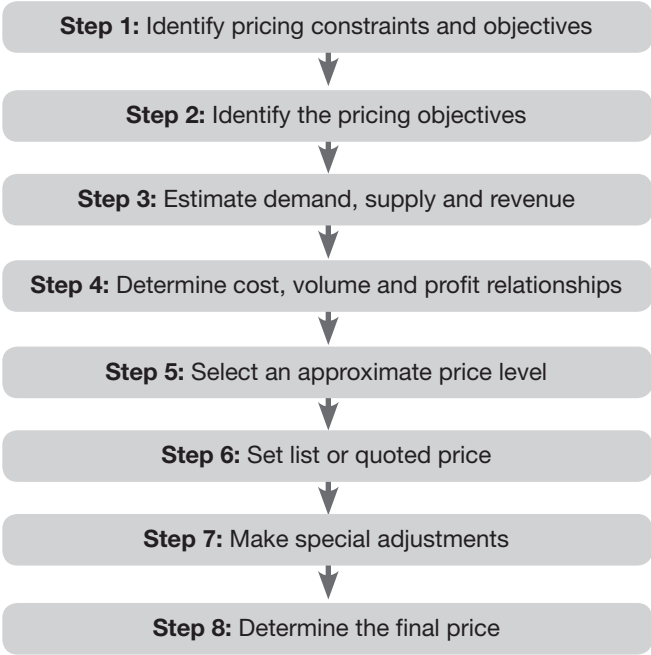 Step 1: Identify pricing constraints and objectives
Step 2: Identify the pricing objectives
Step 3: Estimate demand, supply and revenue
Step 4: Determine cost, volume and profit relationships
Step 5: Select an approximate price level
Step 6: Set list or quoted price
Step 7: Make special adjustments
Step 8: Determine the final price